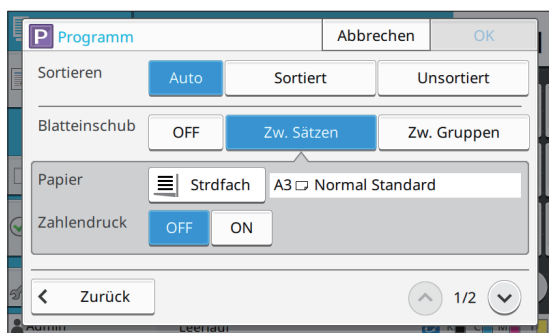 P Programm Abbrechen OK
Sortieren Auto Sortiert Unsortiert
Blatteinschub OFF Zw. Sätzen Zw. Gruppen
Papier Strdfach A3 Normal Standard
Zahlendruck OFF ON
Zurück 1/2
Admin Leerlauf K C M